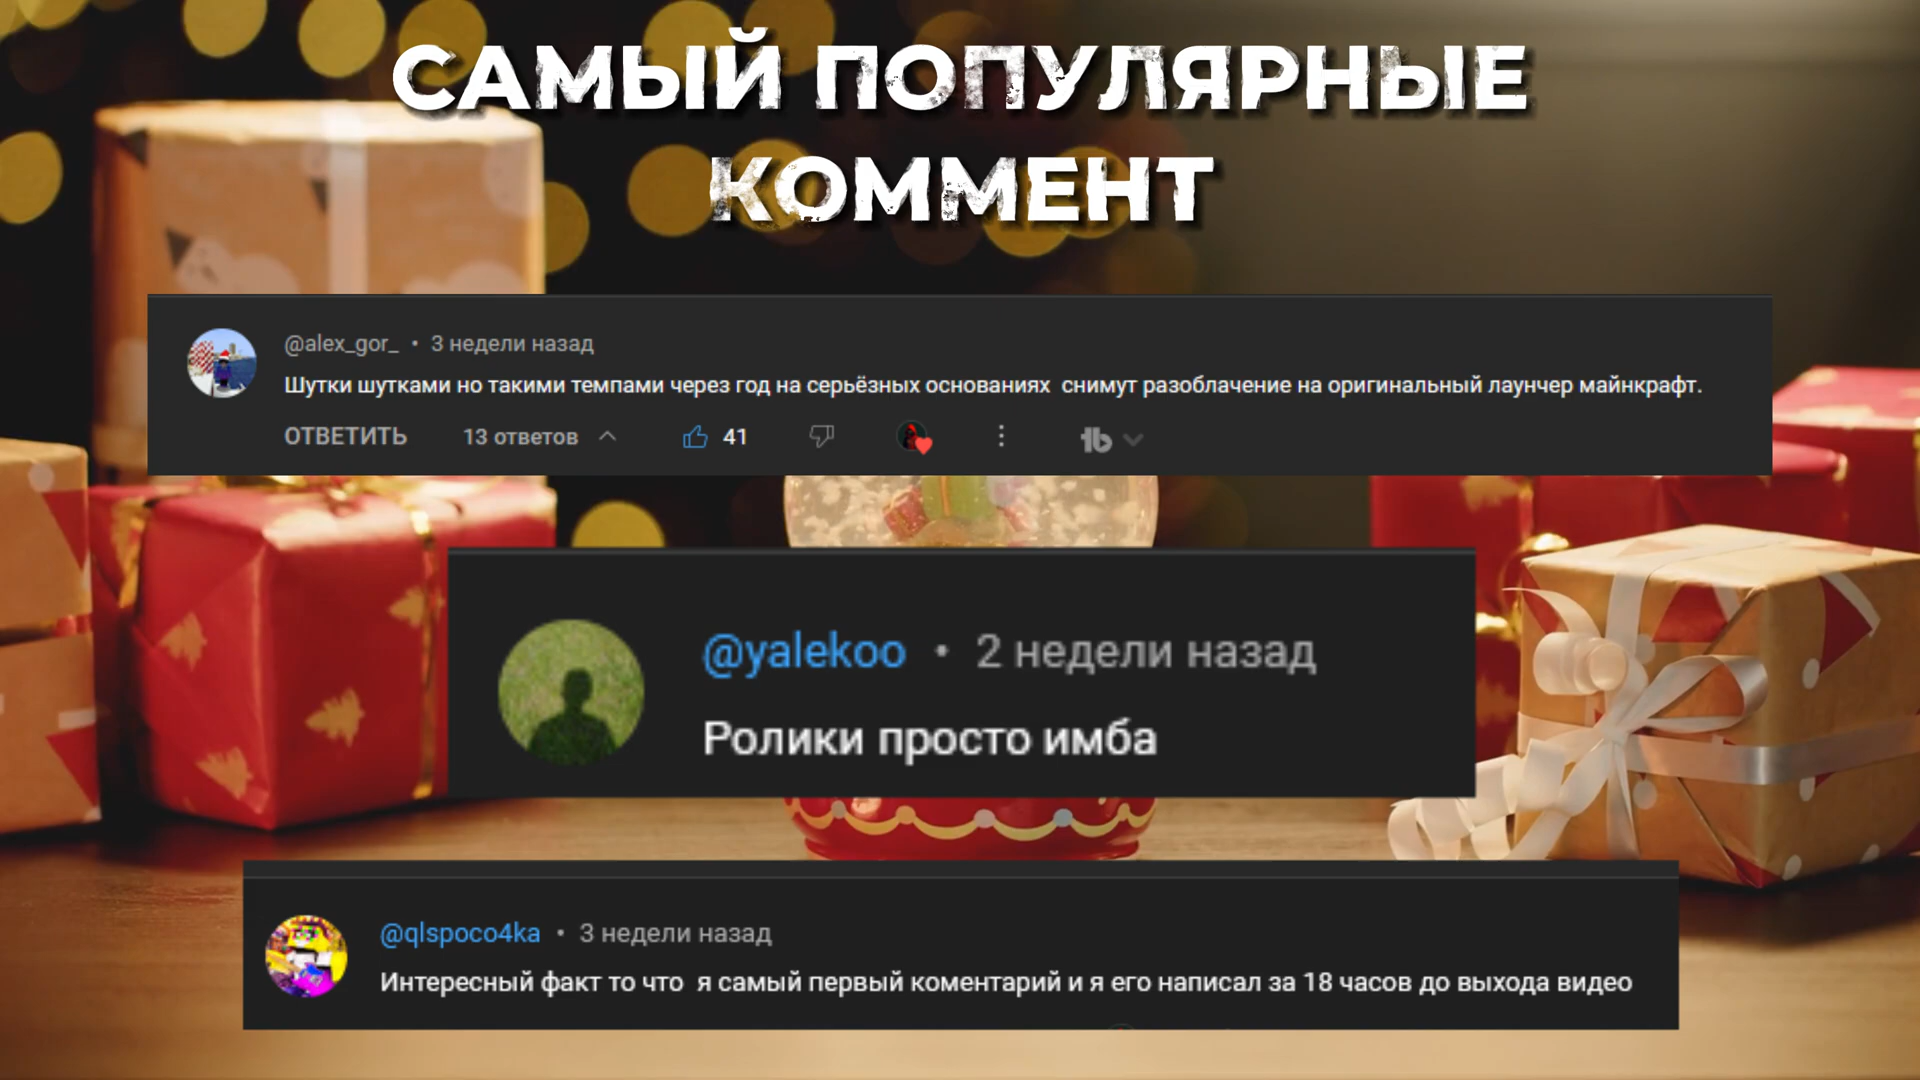 САМЫЙ ПОПУЛЯРНЫЕ
КОММЕНТ
@alex_gor_ • 3 недели назад
Шутки шутками но такими темпами через год на серьёзных основаниях снимут разоблачение на оригинальный лаунчер майнкрафт.
ОТВЕТИТЬ 13 ответов 41
@yalekoo • 2 недели назад
Ролики просто имба
@qlspoco4ka • 3 недели назад
Интересный факт то что я самый первый коментарий и я его написал за 18 часов до выхода видео